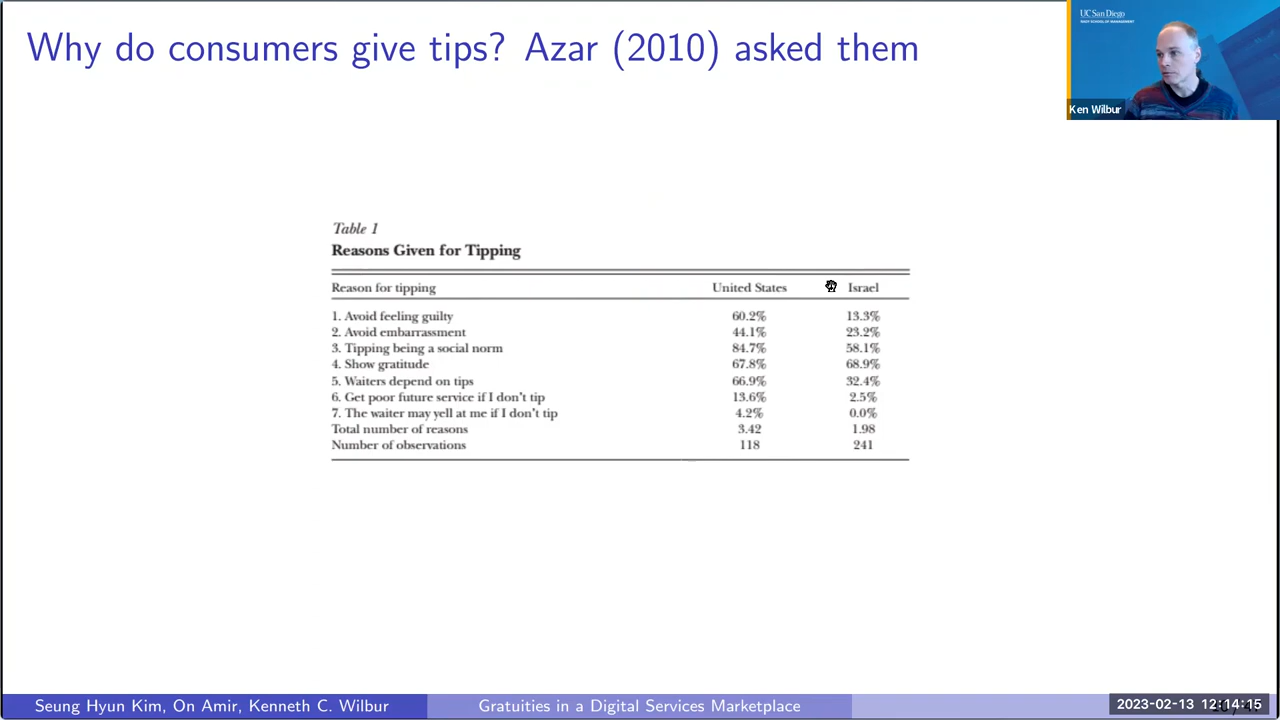 Why do consumers give tips? Azar (2010) asked them
UC San Diego
RADY SCHOOL OF MANAGEMENT
Ken Wilbur
Table 1
Reasons Given for Tipping
Reason for tipping United States Israel
1. Avoid feeling guilty 60.2% 13.3%
2. Avoid embarrassment 44.1% 23.2%
3. Tipping being a social norm 84.7% 58.1%
4. Show gratitude 67.8% 68.9%
5. Waiters depend on tips 66.9% 32.4%
6. Get poor future service if I don't tip 13.6% 2.5%
7. The waiter may yell at me if I don't tip 4.2% 0.0%
Total number of reasons 3.42 1.98
Number of observations 118 241
Seung Hyun Kim, On Amir, Kenneth C. Wilbur Gratuities in a Digital Services Marketplace
2023-02-13 12:14:15